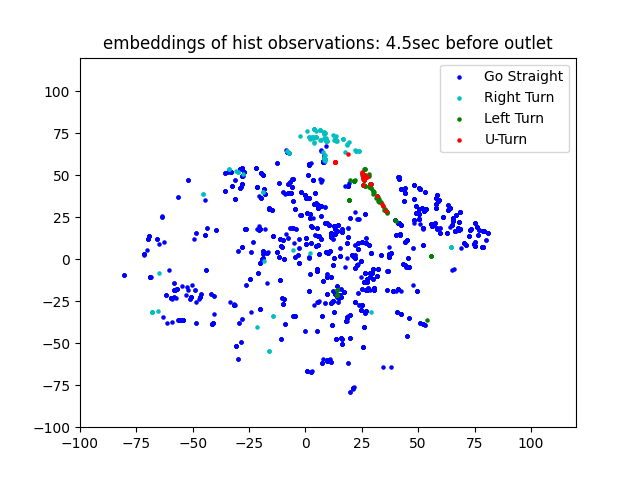 embeddings of hist observations: 4.5sec before outlet
Go Straight
Right Turn
Left Turn
U-Turn
100
75
50
25
0
−25
−50
−75
−100
−100 −75 −50 −25 0 25 50 75 100